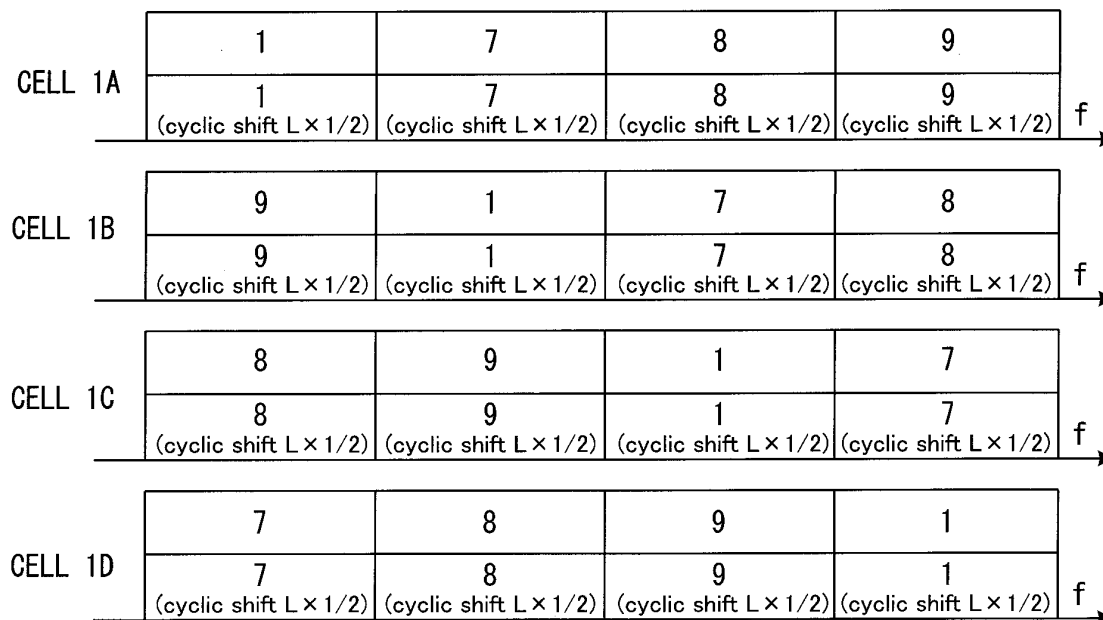 1 7 8 9
CELL 1A
1 7 8 9
(cyclic shift L × 1/2) (cyclic shift L × 1/2) (cyclic shift L × 1/2) (cyclic shift L × 1/2) f
9 1 7 8
CELL 1B
9 1 7 8
(cyclic shift L × 1/2) (cyclic shift L × 1/2) (cyclic shift L × 1/2) (cyclic shift L × 1/2) f
8 9 1 7
CELL 1C
8 9 1 7
(cyclic shift L × 1/2) (cyclic shift L × 1/2) (cyclic shift L × 1/2) (cyclic shift L × 1/2) f
7 8 9 1
CELL 1D
7 8 9 1
(cyclic shift L × 1/2) (cyclic shift L × 1/2) (cyclic shift L × 1/2) (cyclic shift L × 1/2) f